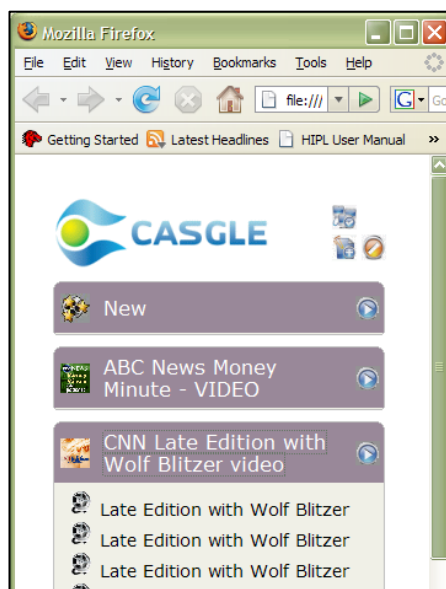 Mozilla Firefox
File Edit View History Bookmarks Tools Help
file:/// G Go
Getting Started Latest Headlines HIPL User Manual »
CASGLE
New
ABC News Money
Minute - VIDEO
CNN Late Edition with
Wolf Blitzer video
Late Edition with Wolf Blitzer
Late Edition with Wolf Blitzer
Late Edition with Wolf Blitzer